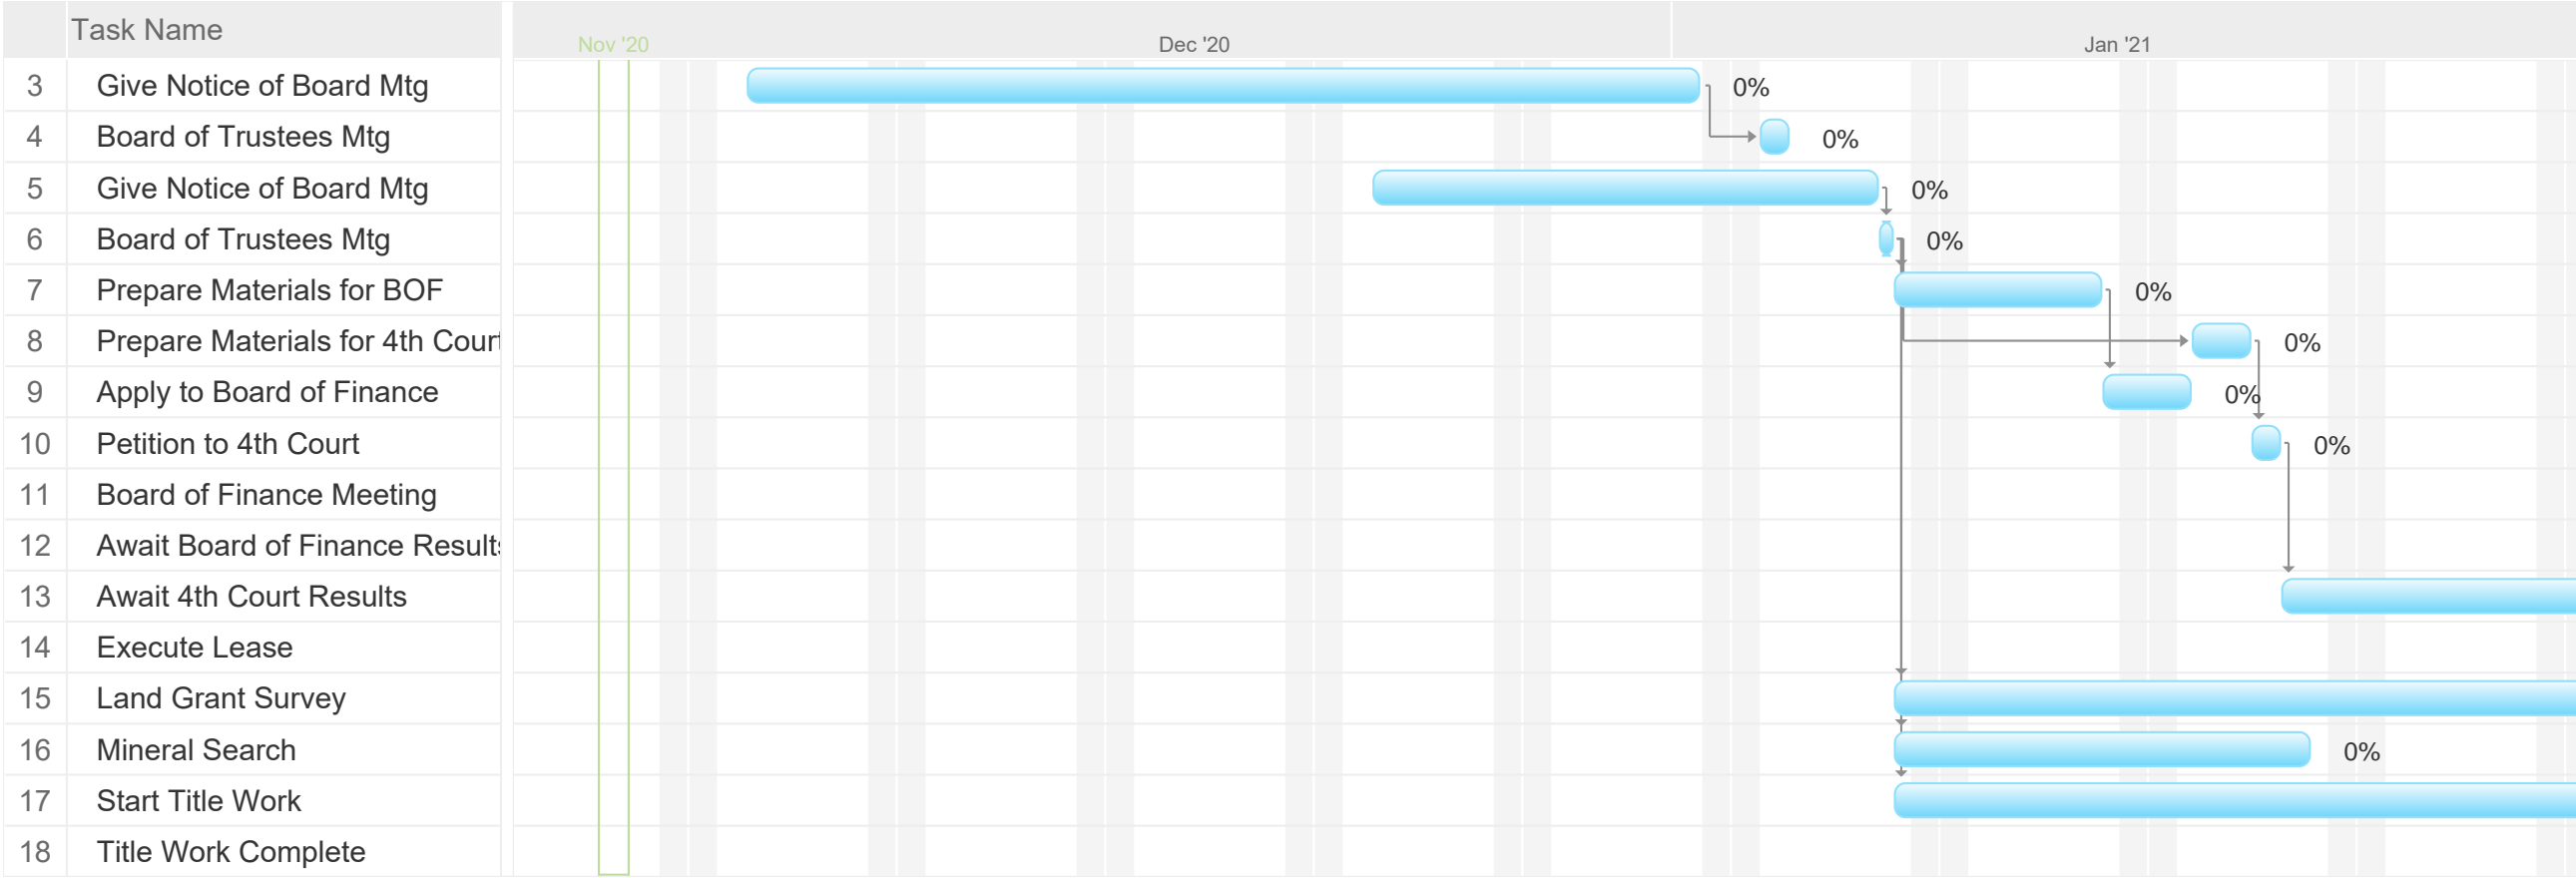 Task Name
Nov '20 Dec '20 Jan '21
3 Give Notice of Board Mtg 0%
4 Board of Trustees Mtg 0%
5 Give Notice of Board Mtg 0%
6 Board of Trustees Mtg 0%
7 Prepare Materials for BOF 0%
8 Prepare Materials for 4th Court 0%
9 Apply to Board of Finance 0%
10 Petition to 4th Court 0%
11 Board of Finance Meeting
12 Await Board of Finance Results
13 Await 4th Court Results
14 Execute Lease
15 Land Grant Survey
16 Mineral Search 0%
17 Start Title Work
18 Title Work Complete